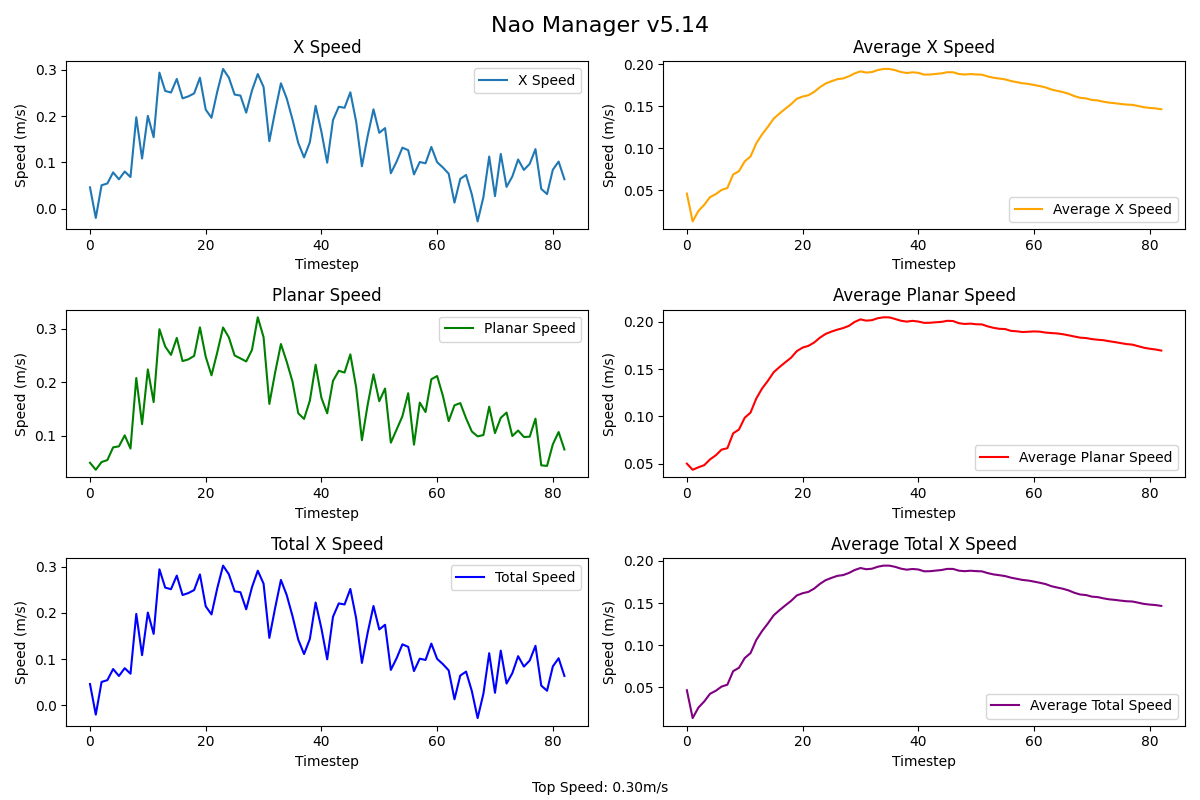 Nao Manager v5.14
X Speed
Speed (m/s)
0.3
0.2
0.1
0.0
X Speed
0 20 40 60 80
Timestep
Average X Speed
Speed (m/s)
0.20
0.15
0.10
0.05
Average X Speed
0 20 40 60 80
Timestep
Planar Speed
Speed (m/s)
0.3
0.2
0.1
Planar Speed
0 20 40 60 80
Timestep
Average Planar Speed
Speed (m/s)
0.20
0.15
0.10
0.05
Average Planar Speed
0 20 40 60 80
Timestep
Total X Speed
Speed (m/s)
0.3
0.2
0.1
0.0
Total Speed
0 20 40 60 80
Timestep
Average Total X Speed
Speed (m/s)
0.20
0.15
0.10
0.05
Average Total Speed
0 20 40 60 80
Timestep
Top Speed: 0.30m/s